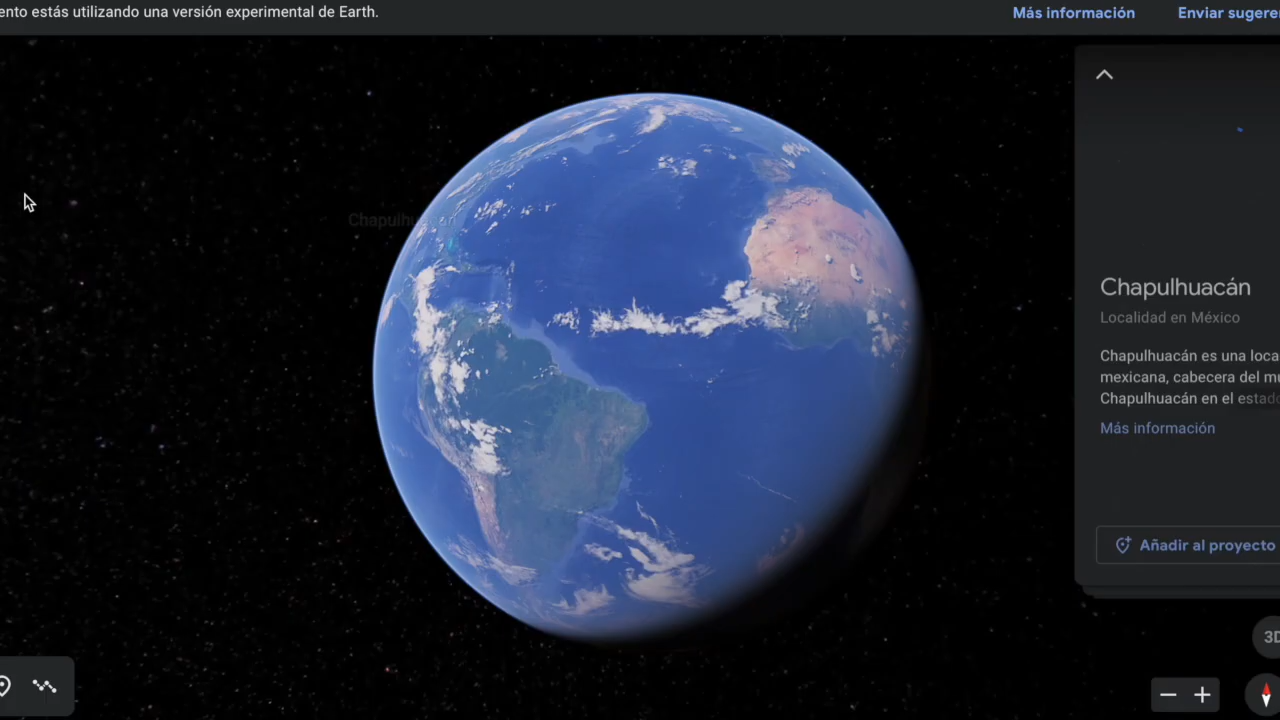 ento estás utilizando una versión experimental de Earth.
Más información
Enviar sugere
Chapulhuacán
Localidad en México
Chapulhuacán es una loca
mexicana, cabecera del mu
Chapulhuacán en el estado
Más información
Añadir al proyecto
3D